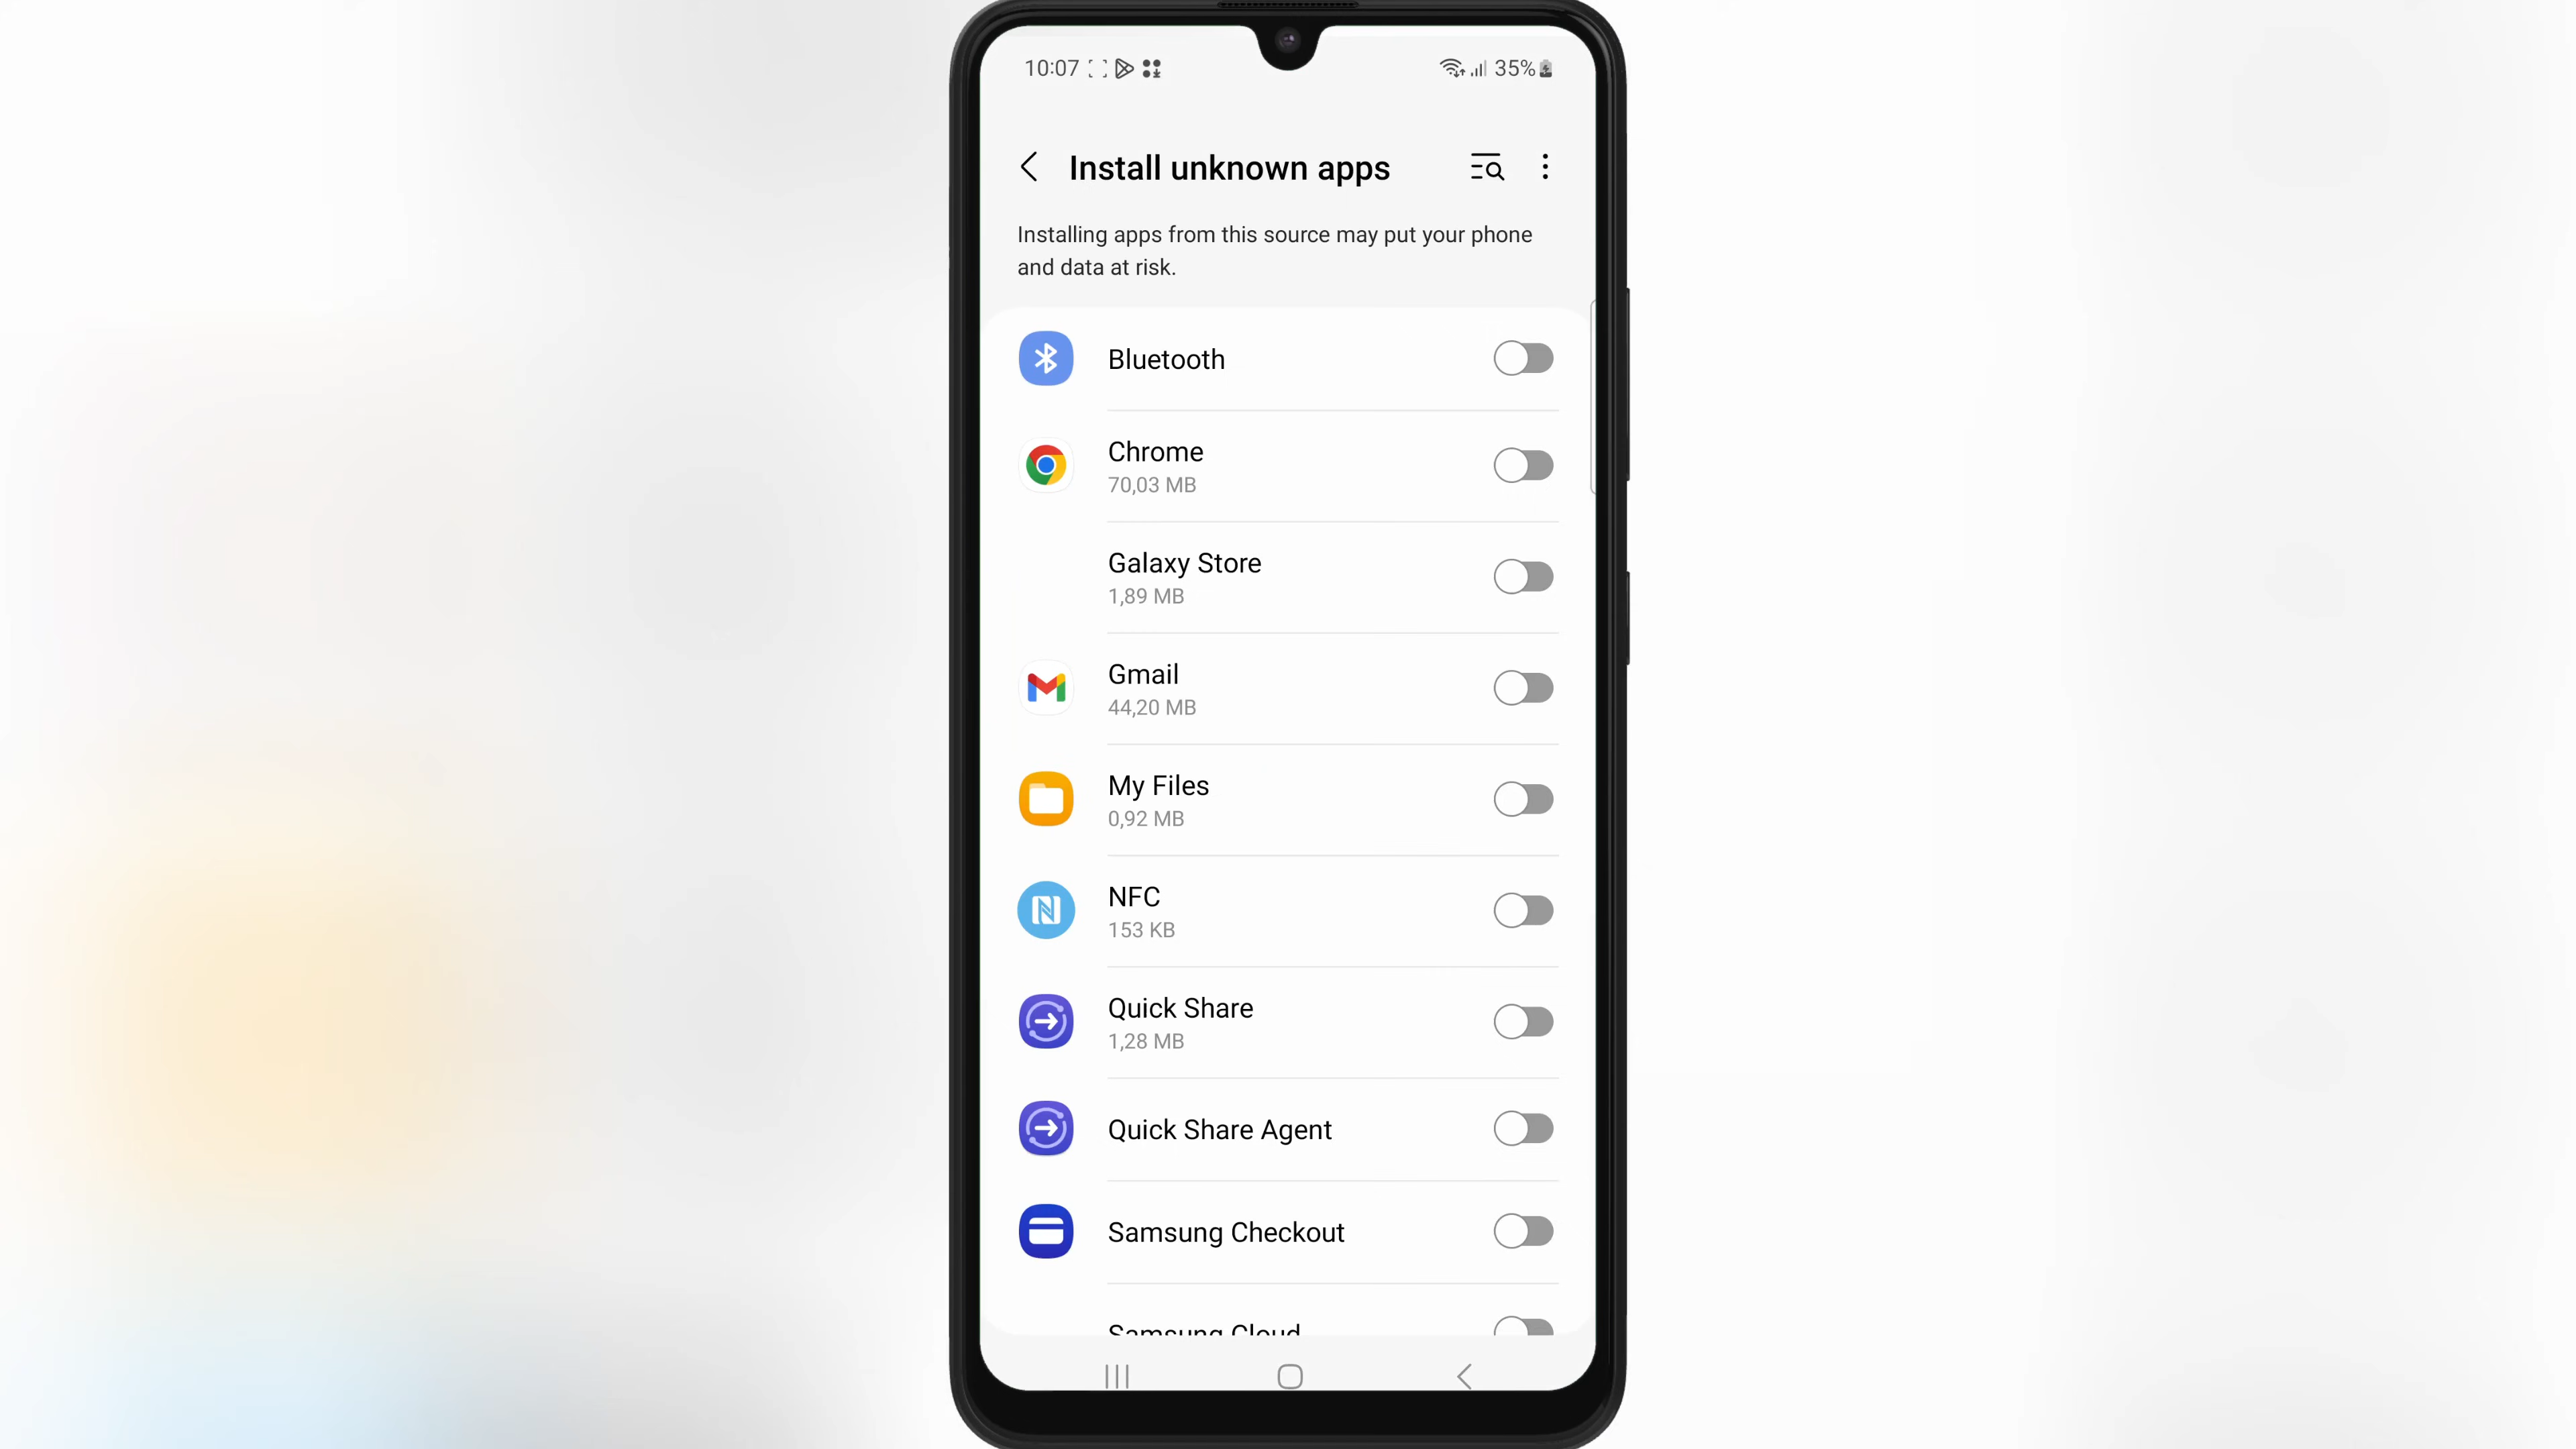 10:07
35%
Install unknown apps
Installing apps from this source may put your phone
and data at risk.
Bluetooth
Chrome
70,03 MB
Galaxy Store
1,89 MB
Gmail
44,20 MB
My Files
0,92 MB
NFC
153 KB
Quick Share
1,28 MB
Quick Share Agent
Samsung Checkout
Samsung Cloud